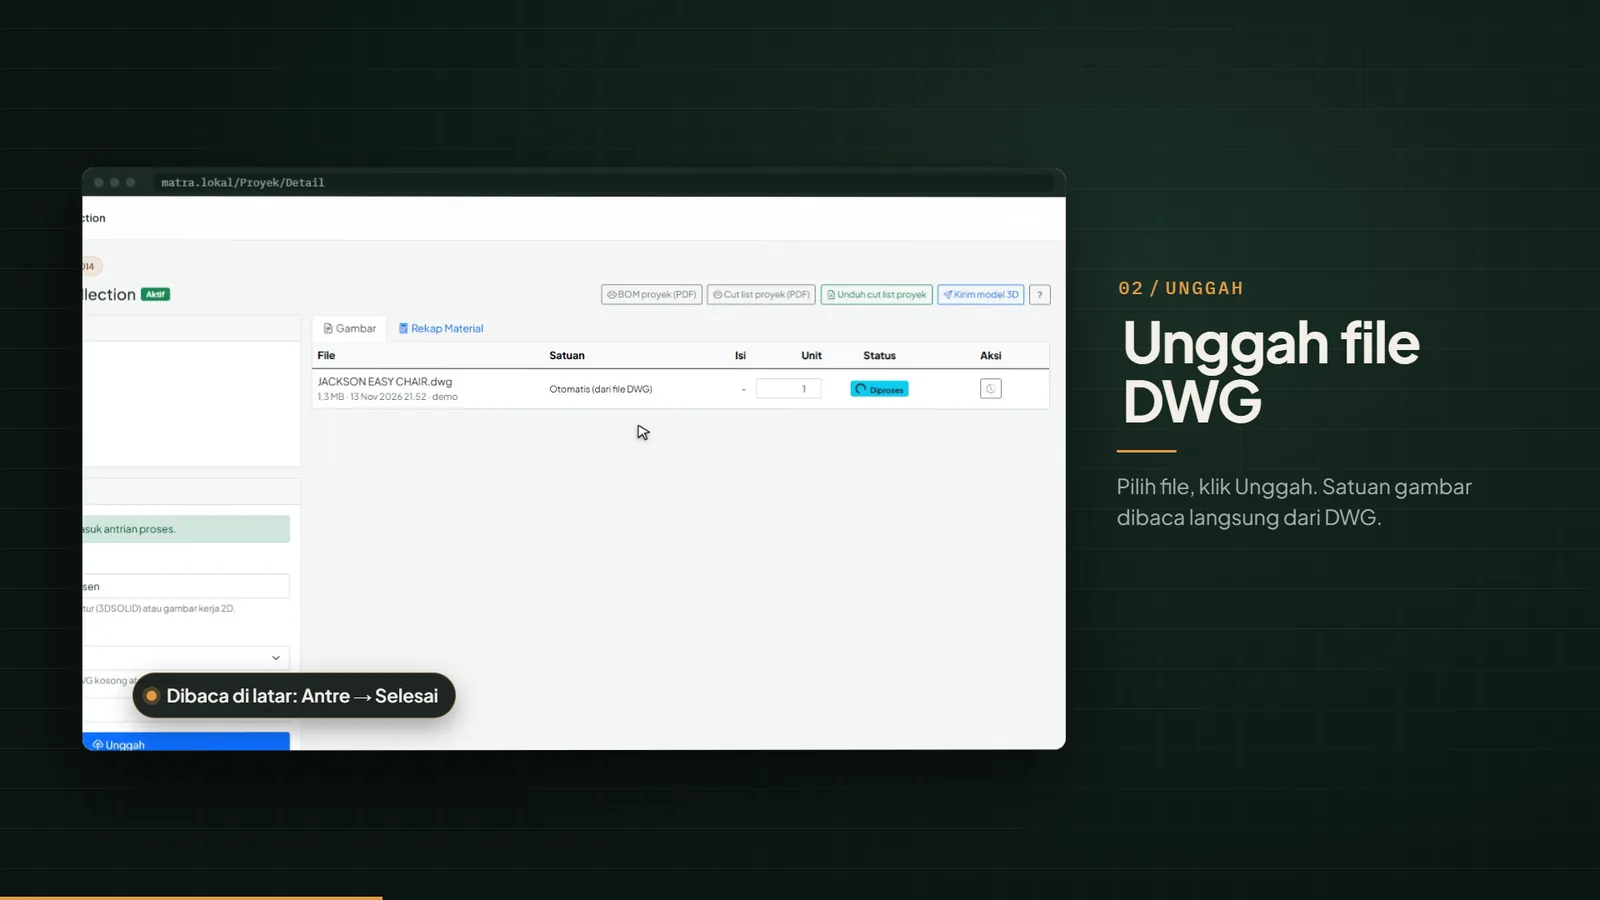 matra.lokal/Proyek/Detail
ction
014
llection Aktif
BOM proyek (PDF) Cut list proyek (PDF) Unduh cut list proyek Kirim model 3D ?
Gambar Rekap Material
File Satuan Isi Unit Status Aksi
JACKSON EASY CHAIR.dwg Otomatis (dari file DWG) - 1 Diproses
1,3 MB · 13 Nov 2026 21.52 · demo
asuk antrian proses.
sen
tur (3DSOLID) atau gambar kerja 2D.
VG kosong at
Dibaca di latar: Antre → Selesai
Unggah
02 / UNGGAH
Unggah file
DWG
Pilih file, klik Unggah. Satuan gambar
dibaca langsung dari DWG.